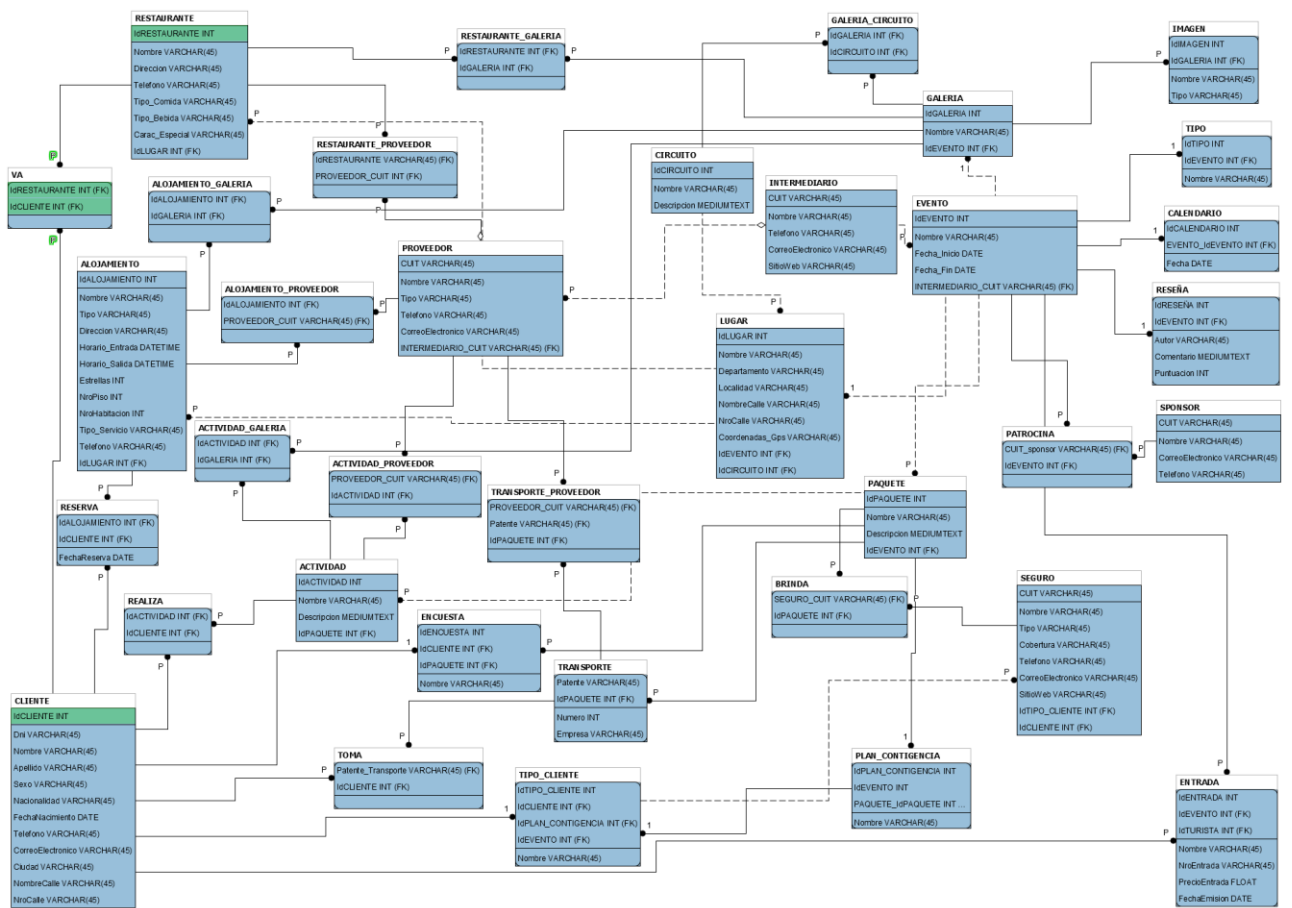 RESTAURANTE
IdRESTAURANTE INT
Nombre VARCHAR(45)
Direccion VARCHAR(45)
Telefono VARCHAR(45)
Tipo_Comida VARCHAR(45)
Tipo_Bebida VARCHAR(45)
Carac_Especial VARCHAR(45)
IdLUGAR INT (FK)
RESTAURANTE_GALERIA
IdRESTAURANTE INT (FK)
IdGALERIA INT (FK)
GALERIA_CIRCUITO
IdGALERIA INT (FK)
IdCIRCUITO INT (FK)
IMAGEN
IdIMAGEN INT
IdGALERIA INT (FK)
Nombre VARCHAR(45)
Tipo VARCHAR(45)
GALERIA
IdGALERIA INT
Nombre VARCHAR(45)
IdEVENTO INT (FK)
TIPO
IdTIPO INT
IdEVENTO INT (FK)
Nombre VARCHAR(45)
RESTAURANTE_PROVEEDOR
IdRESTAURANTE VARCHAR(45) (FK)
PROVEEDOR_CUIT INT (FK)
CIRCUITO
IdCIRCUITO INT
Nombre VARCHAR(45)
Descripcion MEDIUMTEXT
VA
IdRESTAURANTE INT (FK)
IdCLIENTE INT (FK)
ALOJAMIENTO_GALERIA
IdALOJAMIENTO INT (FK)
IdGALERIA INT (FK)
INTERMEDIARIO
CUIT VARCHAR(45)
Nombre VARCHAR(45)
Telefono VARCHAR(45)
CorreoElectronico VARCHAR(45)
SitioWeb VARCHAR(45)
EVENTO
IdEVENTO INT
Nombre VARCHAR(45)
Fecha_Inicio DATE
Fecha_Fin DATE
INTERMEDIARIO_CUIT VARCHAR(45) (FK)
CALENDARIO
IdCALENDARIO INT
EVENTO_IdEVENTO INT (FK)
Fecha DATE
PROVEEDOR
CUIT VARCHAR(45)
Nombre VARCHAR(45)
Tipo VARCHAR(45)
Telefono VARCHAR(45)
CorreoElectronico VARCHAR(45)
INTERMEDIARIO_CUIT VARCHAR(45) (FK)
ALOJAMIENTO
IdALOJAMIENTO INT
Nombre VARCHAR(45)
Tipo VARCHAR(45)
Direccion VARCHAR(45)
Horario_Entrada DATETIME
Horario_Salida DATETIME
Estrellas INT
NroPiso INT
NroHabitacion INT
Tipo_Servicio VARCHAR(45)
Telefono VARCHAR(45)
IdLUGAR INT (FK)
ALOJAMIENTO_PROVEEDOR
IdALOJAMIENTO INT (FK)
PROVEEDOR_CUIT VARCHAR(45) (FK)
RESEÑA
IdRESEÑA INT
IdEVENTO INT (FK)
Autor VARCHAR(45)
Comentario MEDIUMTEXT
Puntuacion INT
LUGAR
IdLUGAR INT
Nombre VARCHAR(45)
Departamento VARCHAR(45)
Localidad VARCHAR(45)
NombreCalle VARCHAR(45)
NroCalle VARCHAR(45)
Coordenadas_Gps VARCHAR(45)
IdEVENTO INT (FK)
IdCIRCUITO INT (FK)
SPONSOR
CUIT VARCHAR(45)
Nombre VARCHAR(45)
CorreoElectronico VARCHAR(45)
Telefono VARCHAR(45)
ACTIVIDAD_GALERIA
IdACTIVIDAD INT (FK)
IdGALERIA INT (FK)
PATROCINA
CUIT_sponsor VARCHAR(45) (FK)
IdEVENTO INT (FK)
ACTIVIDAD_PROVEEDOR
PROVEEDOR_CUIT VARCHAR(45) (FK)
IdACTIVIDAD INT (FK)
TRANSPORTE_PROVEEDOR
PROVEEDOR_CUIT VARCHAR(45) (FK)
Patente VARCHAR(45) (FK)
IdPAQUETE INT (FK)
PAQUETE
IdPAQUETE INT
Nombre VARCHAR(45)
Descripcion MEDIUMTEXT
IdEVENTO INT (FK)
RESERVA
IdALOJAMIENTO INT (FK)
IdCLIENTE INT (FK)
FechaReserva DATE
ACTIVIDAD
IdACTIVIDAD INT
Nombre VARCHAR(45)
Descripcion MEDIUMTEXT
IdPAQUETE INT (FK)
BRINDA
SEGURO_CUIT VARCHAR(45) (FK)
IdPAQUETE INT (FK)
SEGURO
CUIT VARCHAR(45)
Nombre VARCHAR(45)
Tipo VARCHAR(45)
Cobertura VARCHAR(45)
Telefono VARCHAR(45)
CorreoElectronico VARCHAR(45)
SitioWeb VARCHAR(45)
IdTIPO_CLIENTE INT (FK)
IdCLIENTE INT (FK)
REALIZA
IdACTIVIDAD INT (FK)
IdCLIENTE INT (FK)
ENCUESTA
IdENCUESTA INT
IdCLIENTE INT (FK)
IdPAQUETE INT (FK)
Nombre VARCHAR(45)
TRANSPORTE
Patente VARCHAR(45)
IdPAQUETE INT (FK)
Numero INT
Empresa VARCHAR(45)
CLIENTE
IdCLIENTE INT
Dni VARCHAR(45)
Nombre VARCHAR(45)
Apellido VARCHAR(45)
Sexo VARCHAR(45)
Nacionalidad VARCHAR(45)
FechaNacimiento DATE
Telefono VARCHAR(45)
CorreoElectronico VARCHAR(45)
Ciudad VARCHAR(45)
NombreCalle VARCHAR(45)
NroCalle VARCHAR(45)
TOMA
Patente_Transporte VARCHAR(45) (FK)
IdCLIENTE INT (FK)
TIPO_CLIENTE
IdTIPO_CLIENTE INT
IdCLIENTE INT (FK)
IdPLAN_CONTIGENCIA INT (FK)
IdEVENTO INT (FK)
Nombre VARCHAR(45)
PLAN_CONTIGENCIA
IdPLAN_CONTIGENCIA INT
IdEVENTO INT
PAQUETE_IdPAQUETE INT ...
Nombre VARCHAR(45)
ENTRADA
IdENTRADA INT
IdEVENTO INT (FK)
IdTURISTA INT (FK)
Nombre VARCHAR(45)
NroEntrada VARCHAR(45)
PrecioEntrada FLOAT
FechaEmision DATE